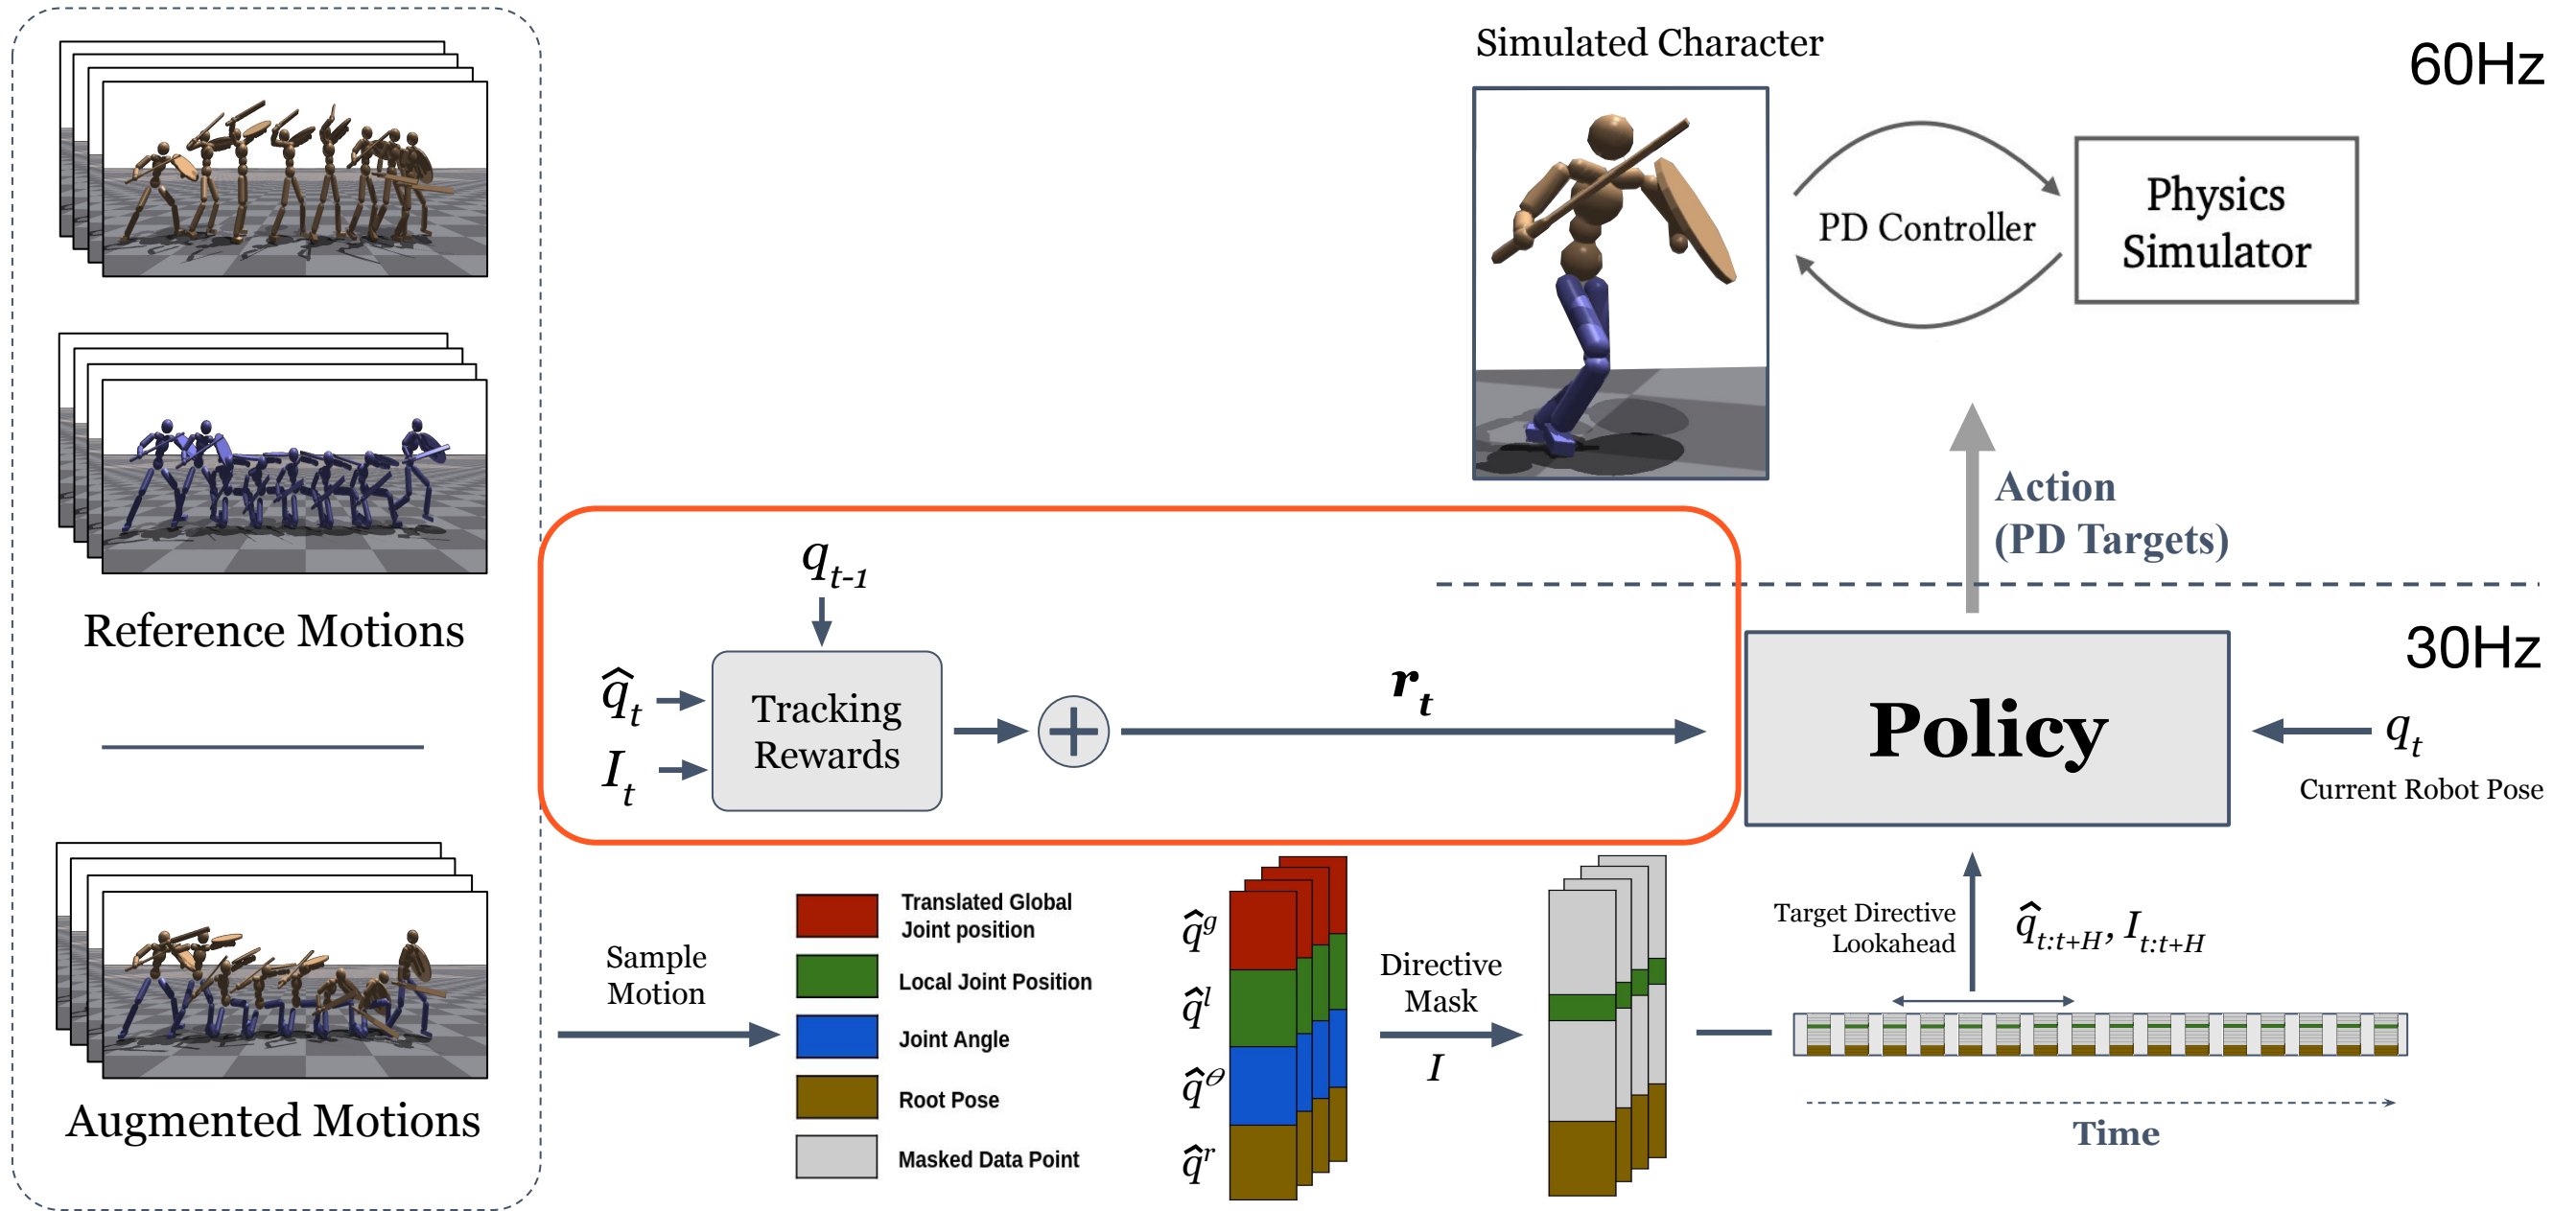 Simulated Character
60Hz
PD Controller
Physics
Simulator
Action
(PD Targets)
Reference Motions
q_{t-1}
q̂_t
I_t
Tracking
Rewards
+
r_t
30Hz
Policy
q_t
Current Robot Pose
Augmented Motions
Sample
Motion
Translated Global
Joint position
Local Joint Position
Joint Angle
Root Pose
Masked Data Point
q̂^g
q̂^l
q̂^θ
q̂^r
Directive
Mask
I
Target Directive
Lookahead
q̂_{t:t+H}, I_{t:t+H}
Time